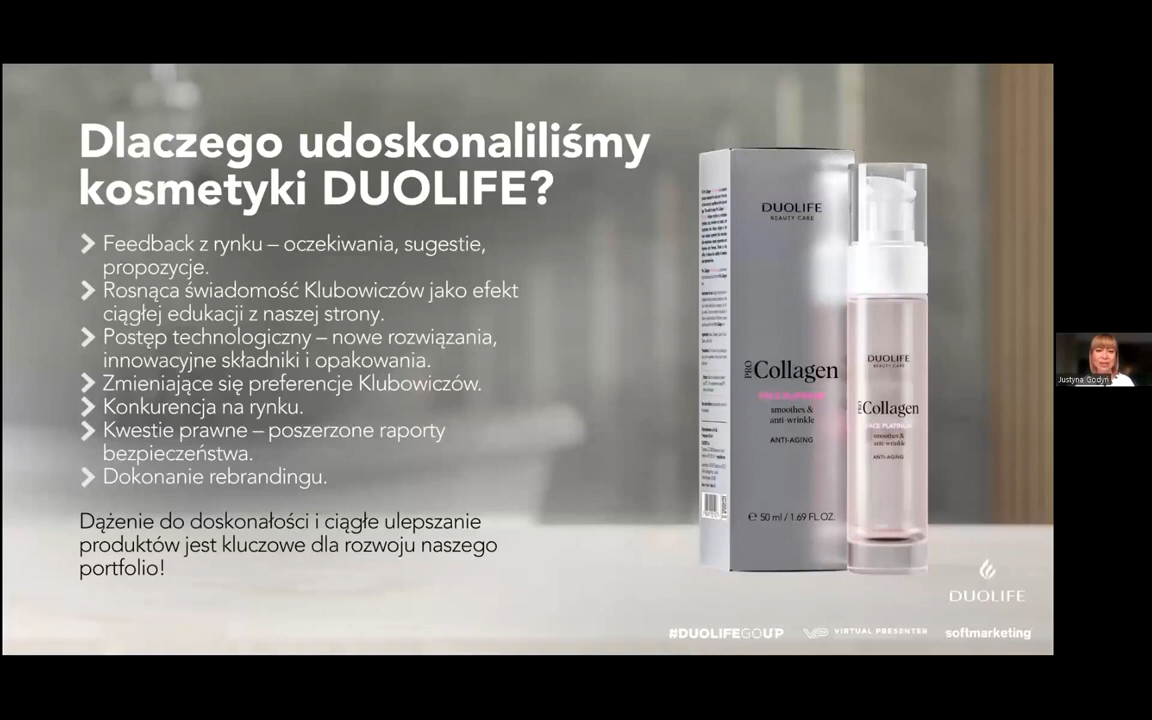 Dlaczego udoskonaliliśmy
kosmetyki DUOLIFE?
Feedback z rynku – oczekiwania, sugestie,
propozycje.
Rosnąca świadomość Klubowiczów jako efekt
ciągłej edukacji z naszej strony.
Postęp technologiczny – nowe rozwiązania,
innowacyjne składniki i opakowania.
Zmieniające się preferencje Klubowiczów.
Konkurencja na rynku.
Kwestie prawne – poszerzone raporty
bezpieczeństwa.
Dokonanie rebrandingu.
Dążenie do doskonałości i ciągłe ulepszanie
produktów jest kluczowe dla rozwoju naszego
portfolio!
DUOLIFE
BEAUTY CARE
PRO Collagen
smoothes &
anti-wrinkle
ANTI-AGING
℮ 50 ml / 1.69 FL.OZ.
DUOLIFE
BEAUTY CARE
PRO Collagen
FACE PLATINUM
smoothes &
anti-wrinkle
ANTI-AGING
DUOLIFE
#DUOLIFEGOUP
VP VIRTUAL PRESENTER
softmarketing
Justyna Godyń